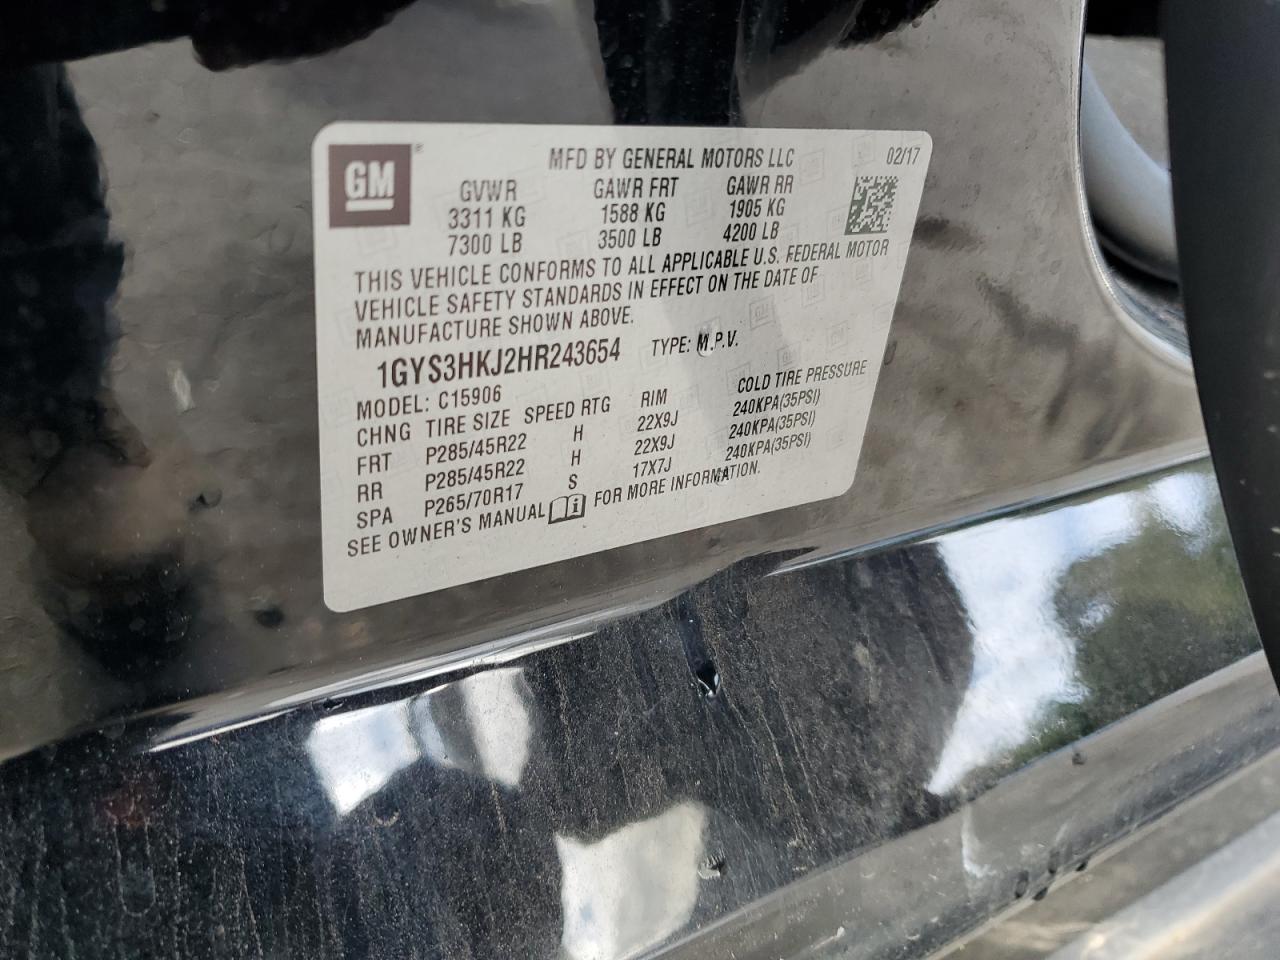 GM
MFD BY GENERAL MOTORS LLC 02/17
GVWR GAWR FRT GAWR RR
3311 KG 1588 KG 1905 KG
7300 LB 3500 LB 4200 LB
THIS VEHICLE CONFORMS TO ALL APPLICABLE U.S. FEDERAL MOTOR
VEHICLE SAFETY STANDARDS IN EFFECT ON THE DATE OF
MANUFACTURE SHOWN ABOVE.
1GYS3HKJ2HR243654 TYPE: M.P.V.
MODEL: C15906
CHNG TIRE SIZE SPEED RTG RIM COLD TIRE PRESSURE
FRT P285/45R22 H 22X9J 240KPA(35PSI)
RR P285/45R22 H 22X9J 240KPA(35PSI)
SPA P265/70R17 S 17X7J 240KPA(35PSI)
SEE OWNER'S MANUAL i FOR MORE INFORMATION.